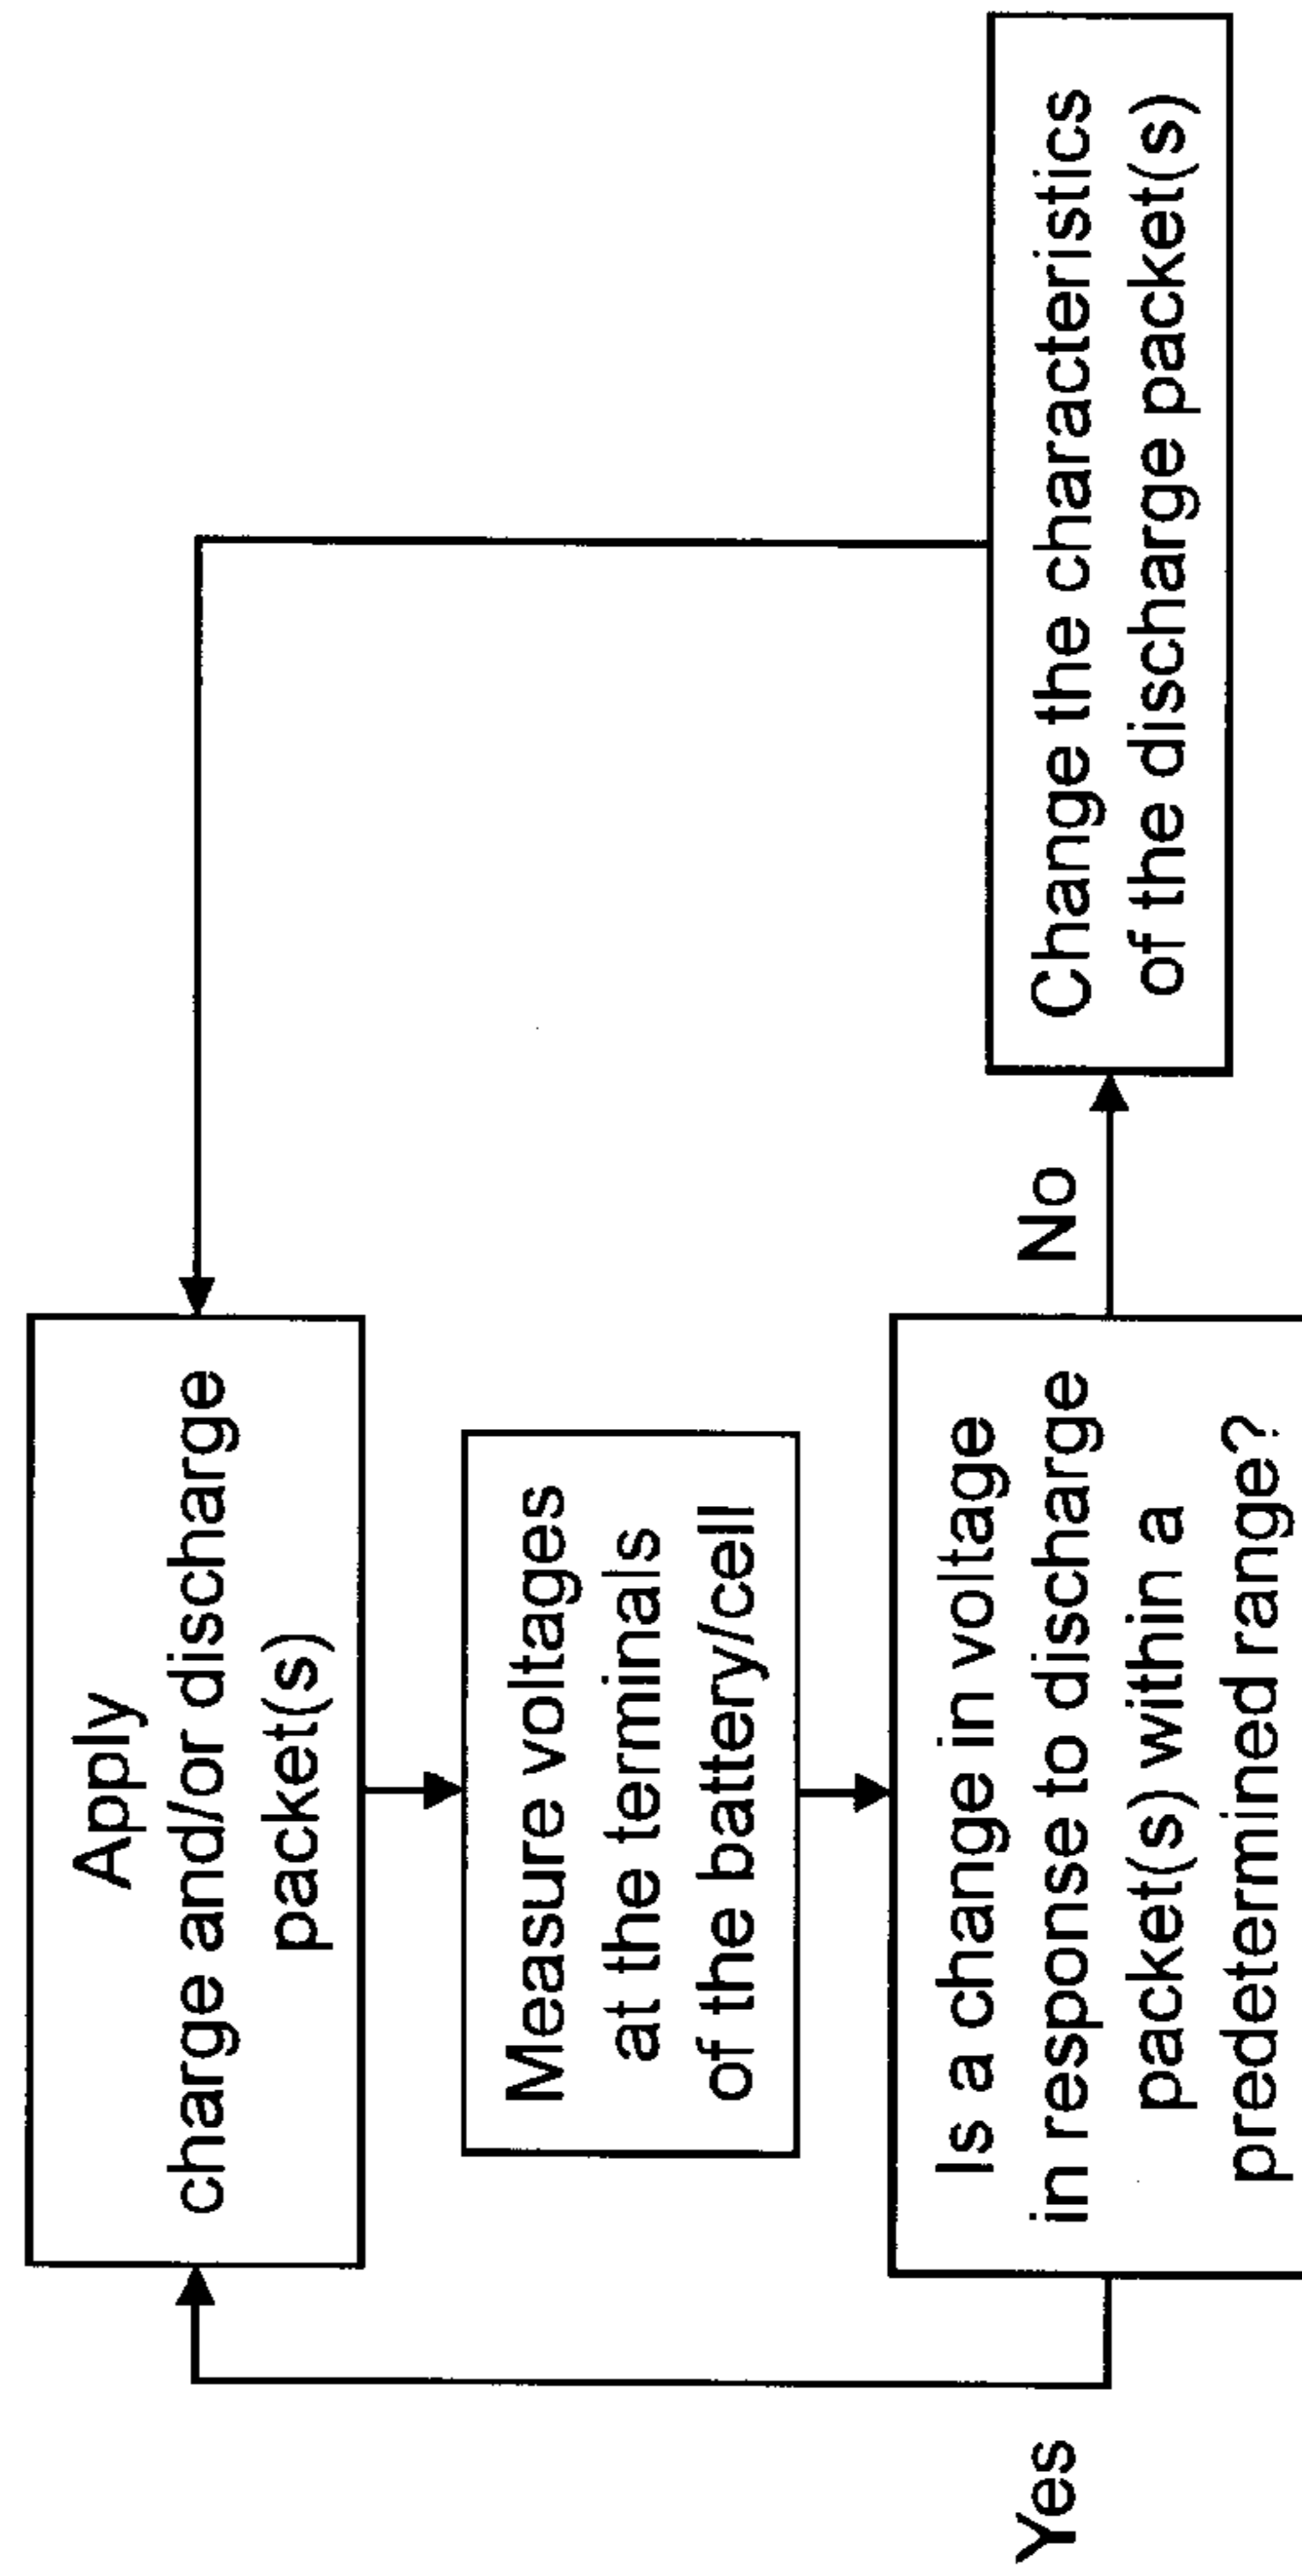 Apply
charge and/or discharge
packet(s)
Measure voltages
at the terminals
of the battery/cell
Is a change in voltage
in response to discharge
packet(s) within a
predetermined range?
Yes
No
Change the characteristics
of the discharge packet(s)